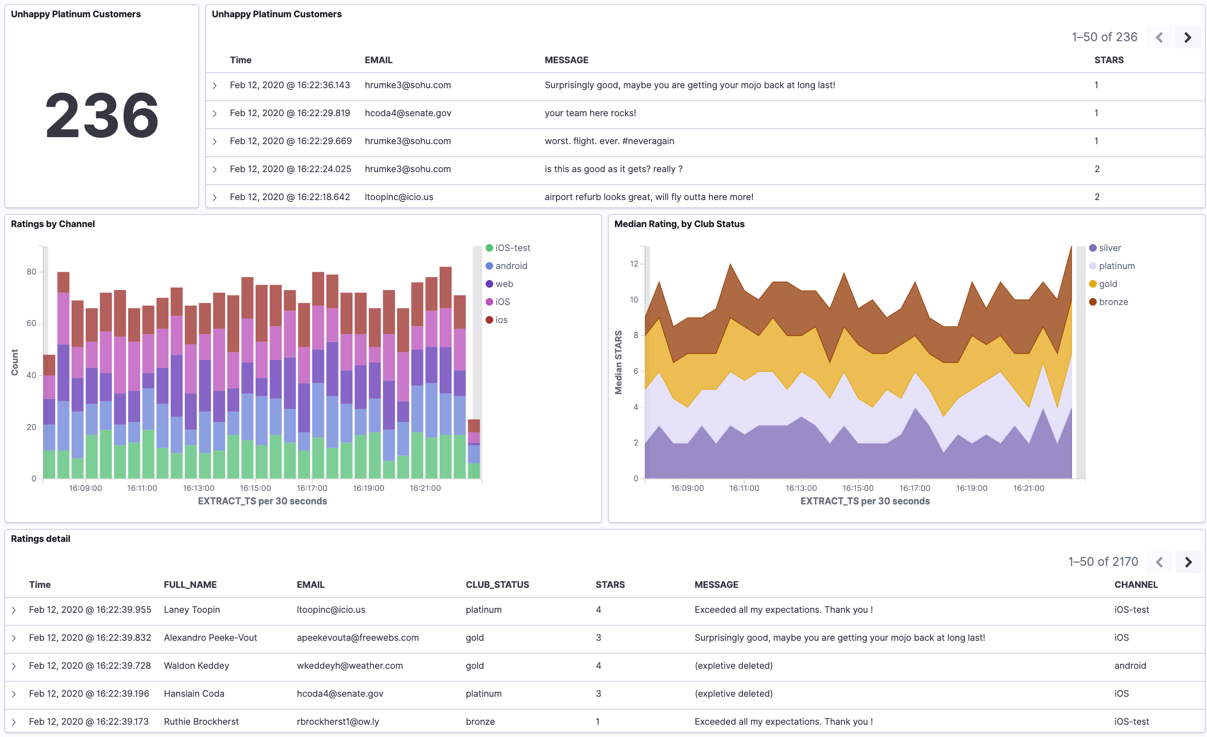 Unhappy Platinum Customers
236
Unhappy Platinum Customers
1–50 of 236
Time EMAIL MESSAGE STARS
Feb 12, 2020 @ 16:22:36.143 hrumke3@sohu.com Surprisingly good, maybe you are getting your mojo back at long last! 1
Feb 12, 2020 @ 16:22:29.819 hcoda4@senate.gov your team here rocks! 1
Feb 12, 2020 @ 16:22:29.669 hrumke3@sohu.com worst. flight. ever. #neveragain 1
Feb 12, 2020 @ 16:22:24.025 hrumke3@sohu.com is this as good as it gets? really ? 2
Feb 12, 2020 @ 16:22:18.642 ltoopinc@icio.us airport refurb looks great, will fly outta here more! 2
Ratings by Channel
Count
80
60
40
20
0
16:09:00 16:11:00 16:13:00 16:15:00 16:17:00 16:19:00 16:21:00
EXTRACT_TS per 30 seconds
iOS-test
android
web
iOS
ios
Median Rating, by Club Status
Median STARS
12
10
8
6
4
2
0
16:09:00 16:11:00 16:13:00 16:15:00 16:17:00 16:19:00 16:21:00
EXTRACT_TS per 30 seconds
silver
platinum
gold
bronze
Ratings detail
1–50 of 2170
Time FULL_NAME EMAIL CLUB_STATUS STARS MESSAGE CHANNEL
Feb 12, 2020 @ 16:22:39.955 Laney Toopin ltoopinc@icio.us platinum 4 Exceeded all my expectations. Thank you ! iOS-test
Feb 12, 2020 @ 16:22:39.832 Alexandro Peeke-Vout apeekevouta@freewebs.com gold 3 Surprisingly good, maybe you are getting your mojo back at long last! iOS
Feb 12, 2020 @ 16:22:39.728 Waldon Keddey wkeddeyh@weather.com gold 4 (expletive deleted) android
Feb 12, 2020 @ 16:22:39.196 Hansiain Coda hcoda4@senate.gov platinum 3 (expletive deleted) iOS
Feb 12, 2020 @ 16:22:39.173 Ruthie Brockherst rbrockherst1@ow.ly bronze 1 Exceeded all my expectations. Thank you ! iOS-test